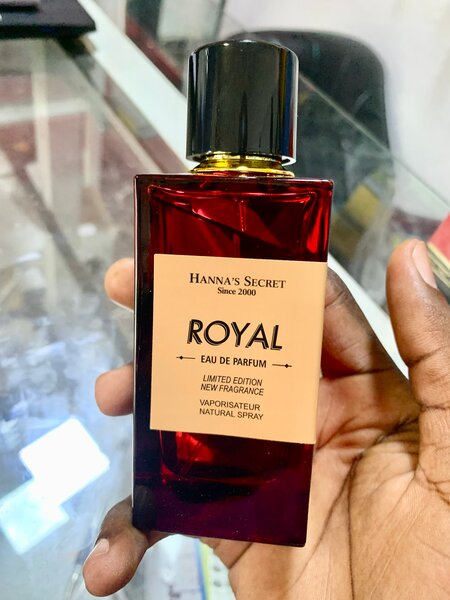 HANNA'S SECRET
Since 2000
ROYAL
EAU DE PARFUM
LIMITED EDITION
NEW FRAGRANCE
VAPORISATEUR
NATURAL SPRAY